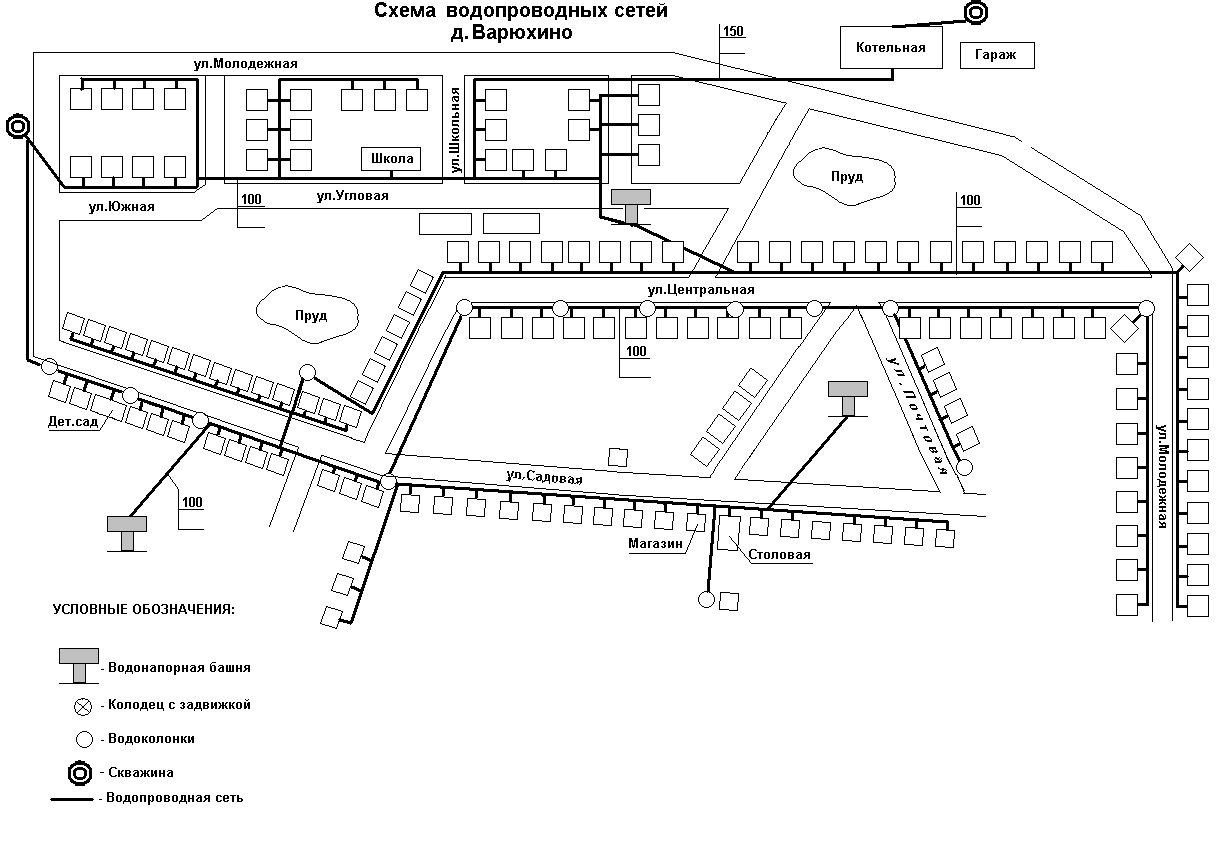 Схема водопроводных сетей
д. Варюхино
150
Котельная
Гараж
ул.Молодежная
ул.Школьная
Школа
Пруд
100
ул.Угловая
100
ул.Южная
ул.Центральная
Пруд
100
ул.Почтовая
Дет.сад
ул.Молодежная
ул.Садовая
100
Магазин
Столовая
УСЛОВНЫЕ ОБОЗНАЧЕНИЯ:
- Водонапорная башня
- Колодец с задвижкой
- Водоколонки
- Скважина
- Водопроводная сеть